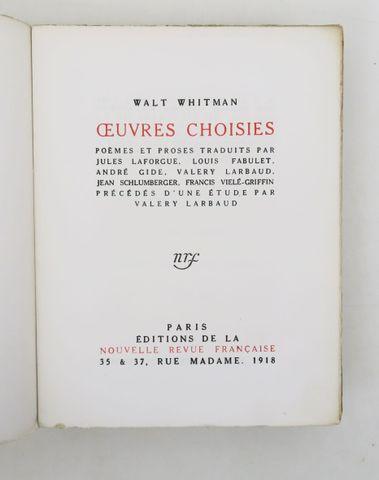 WALT WHITMAN
ŒUVRES CHOISIES
POÈMES ET PROSES TRADUITS PAR
JULES LAFORGUE, LOUIS FABULET,
ANDRÉ GIDE, VALERY LARBAUD,
JEAN SCHLUMBERGER, FRANCIS VIELÉ-GRIFFIN
PRÉCÉDÉS D'UNE ÉTUDE PAR
VALERY LARBAUD
nrf
PARIS
ÉDITIONS DE LA
NOUVELLE REVUE FRANÇAISE
35 & 37, RUE MADAME. 1918